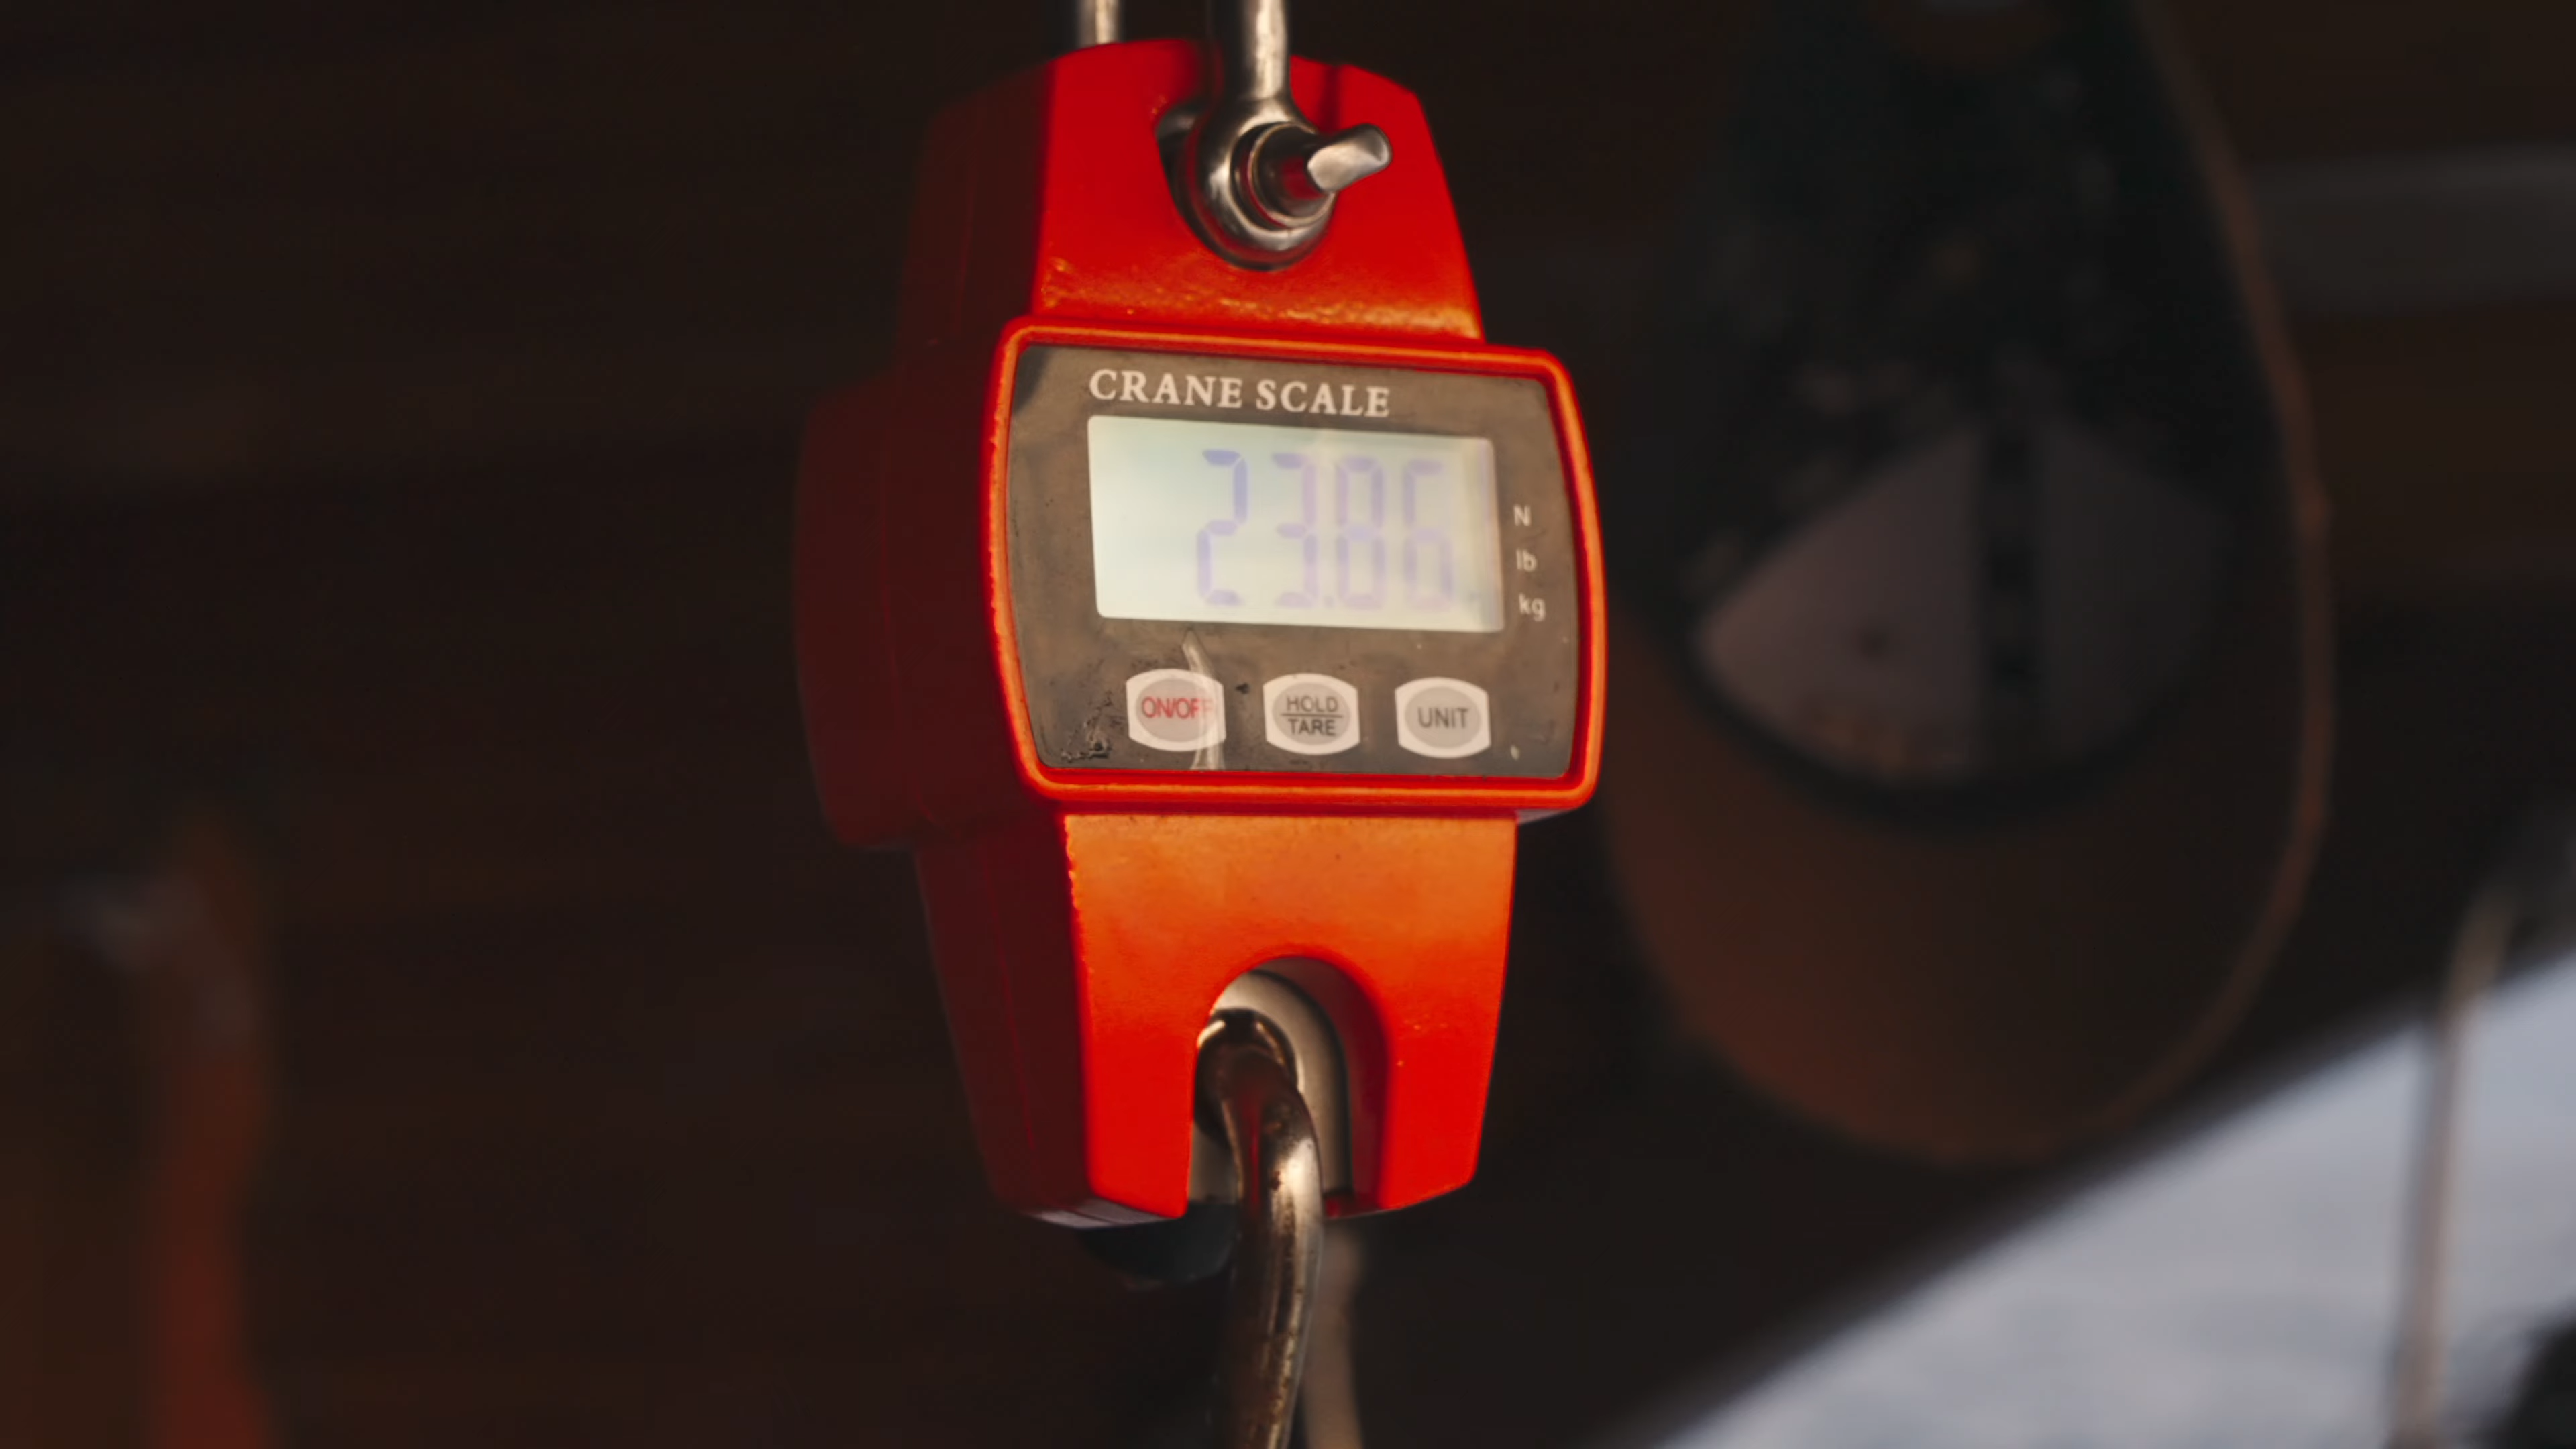 CRANE SCALE
23.86
N
lb
kg
ON/OFF
HOLD
TARE
UNIT